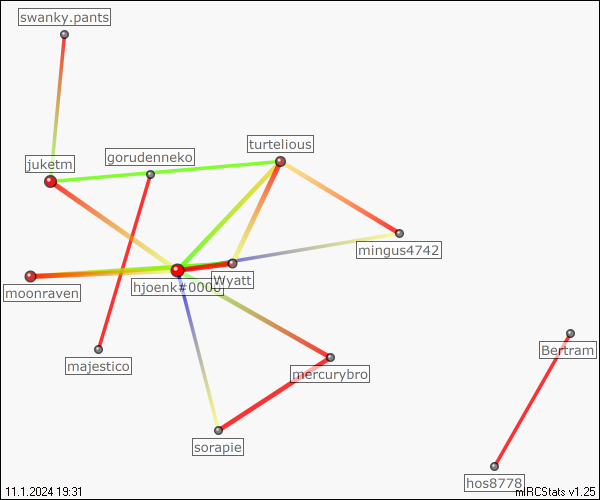 swanky.pants
turtelious
gorudenneko
juketm
mingus4742
Wyatt
hjoenk#0000
moonraven
Bertram
majestico
mercurybro
sorapie
hos8778
11.1.2024 19:31
mIRCStats v1.25